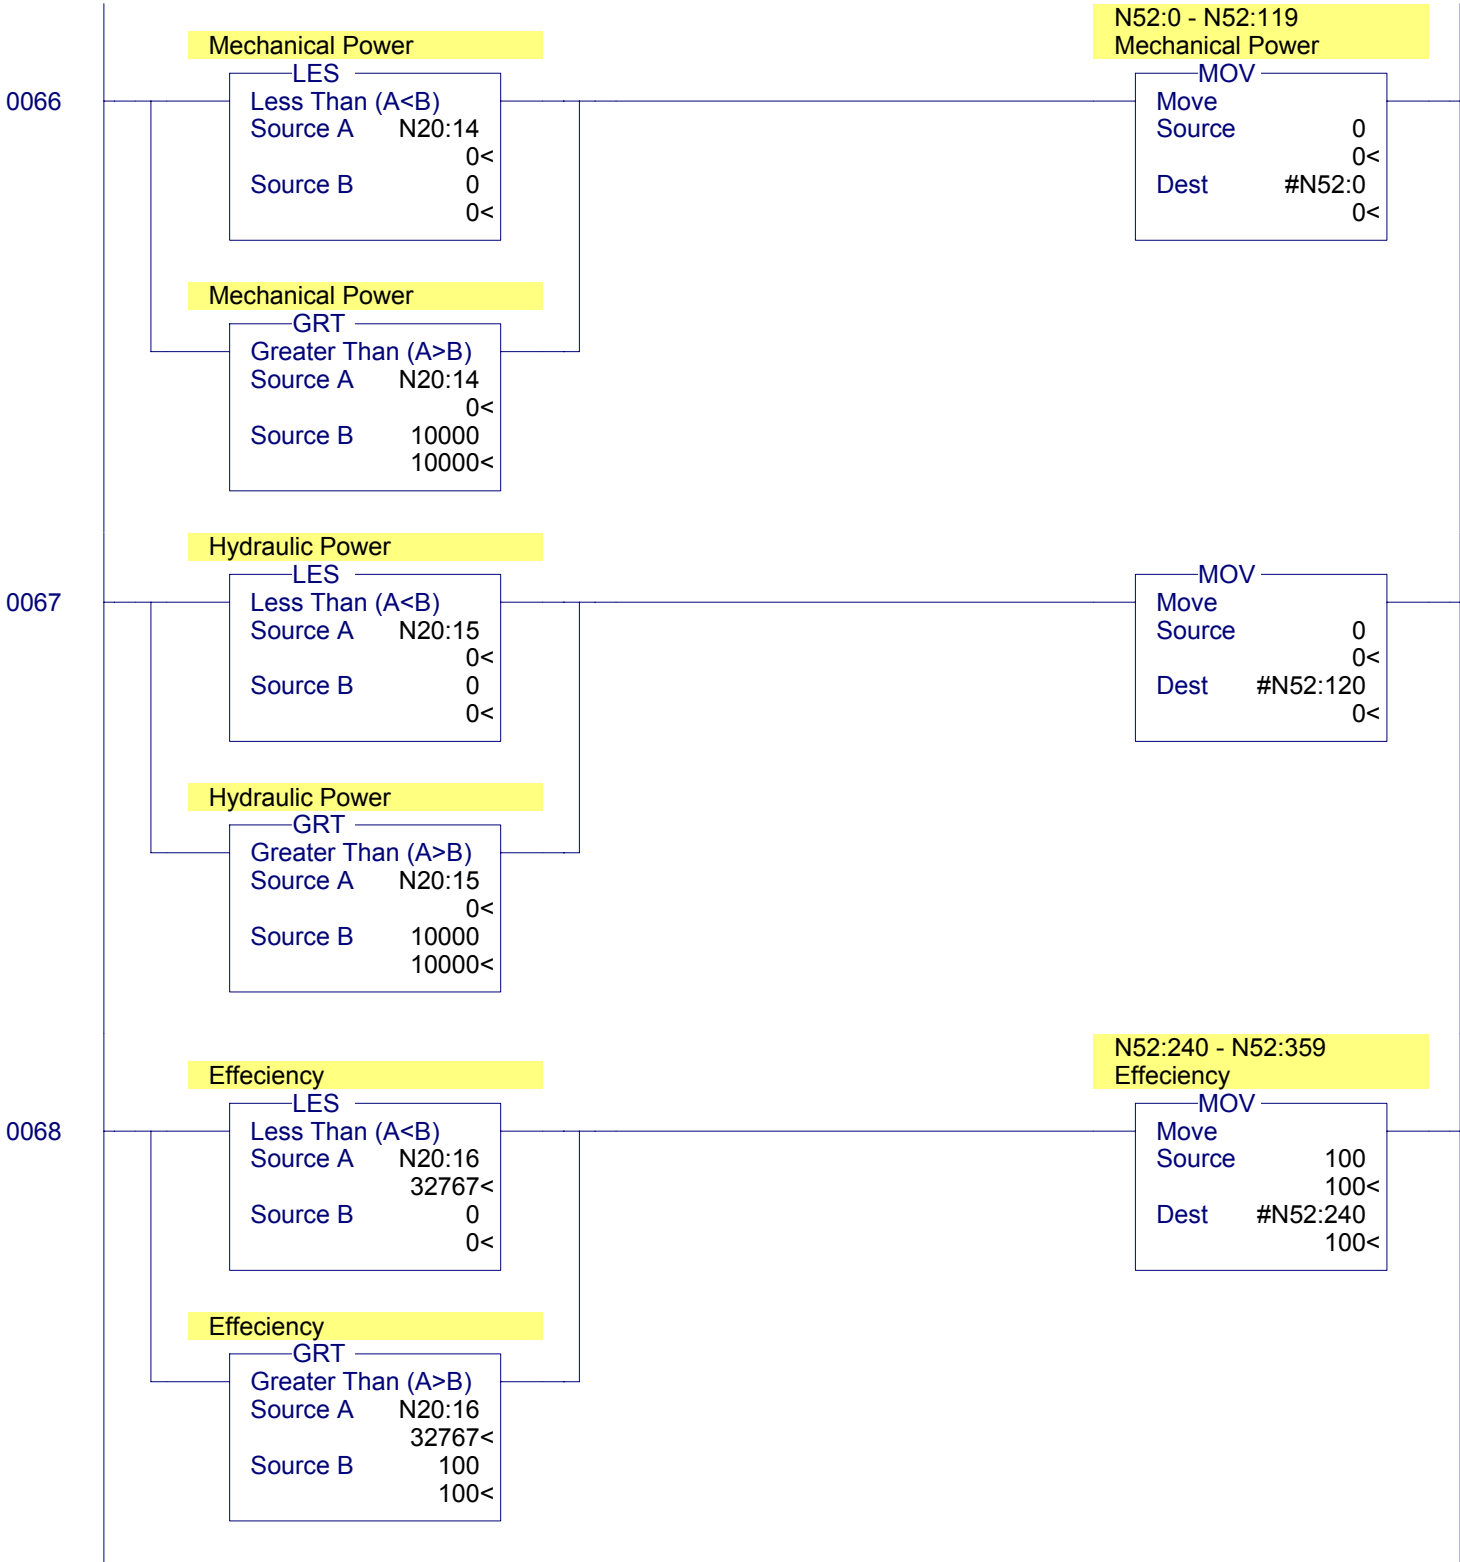 N52:0 - N52:119
Mechanical Power
Mechanical Power
LES
MOV
0066
Less Than (A<B)
Move
Source A N20:14
Source 0
0<
0<
Source B 0
Dest #N52:0
0<
0<
Mechanical Power
GRT
Greater Than (A>B)
Source A N20:14
0<
Source B 10000
10000<
Hydraulic Power
LES
MOV
0067
Less Than (A<B)
Move
Source A N20:15
Source 0
0<
0<
Source B 0
Dest #N52:120
0<
0<
Hydraulic Power
GRT
Greater Than (A>B)
Source A N20:15
0<
Source B 10000
10000<
N52:240 - N52:359
Effeciency
Effeciency
LES
MOV
0068
Less Than (A<B)
Move
Source A N20:16
Source 100
32767<
100<
Source B 0
Dest #N52:240
0<
100<
Effeciency
GRT
Greater Than (A>B)
Source A N20:16
32767<
Source B 100
100<